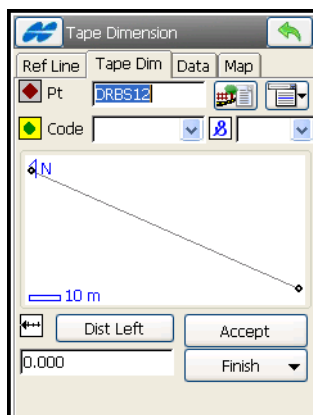 Tape Dimension
Ref Line Tape Dim Data Map
Pt DRBS12
Code
N
10 m
Dist Left Accept
0.000 Finish